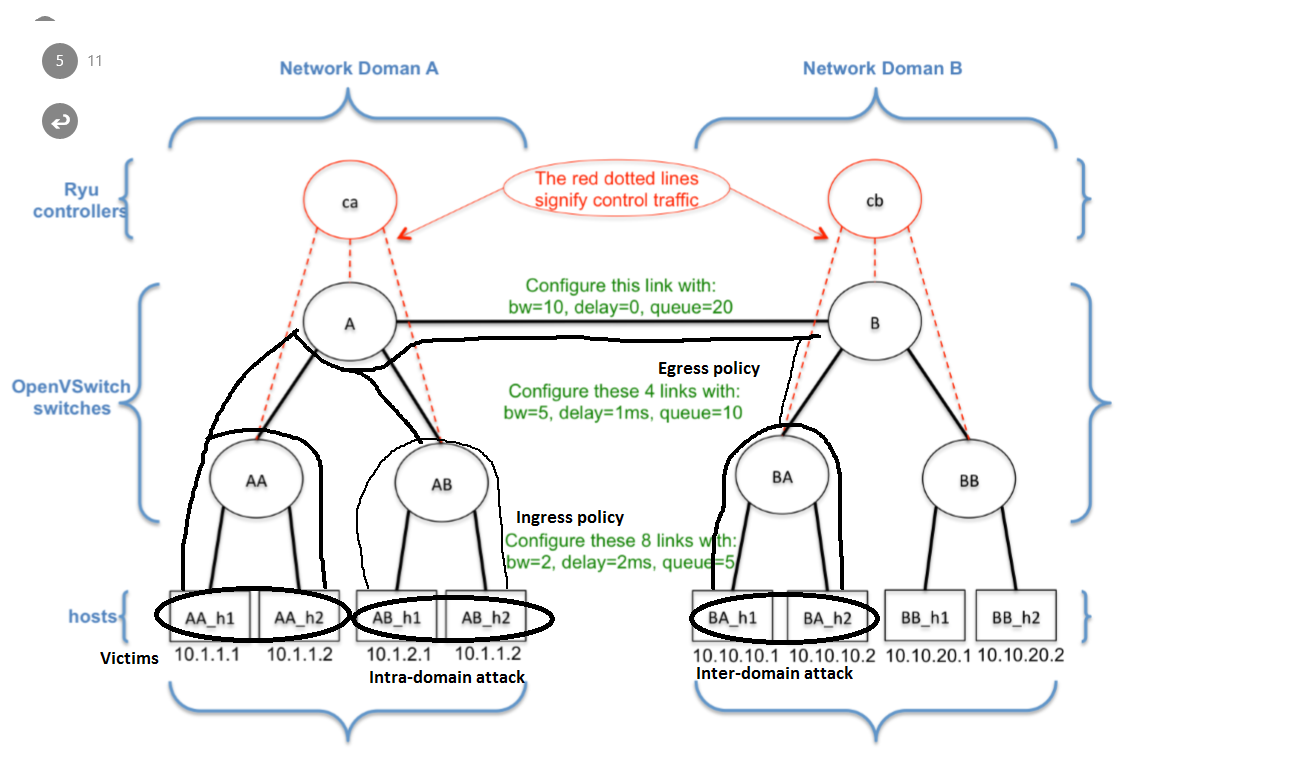 5 11
Network Doman A
Network Doman B
Ryu
controllers
ca
The red dotted lines
signify control traffic
cb
Configure this link with:
bw=10, delay=0, queue=20
A
B
Egress policy
OpenVSwitch
switches
Configure these 4 links with:
bw=5, delay=1ms, queue=10
AA
AB
BA
BB
Ingress policy
Configure these 8 links with:
bw=2, delay=2ms, queue=5
hosts
AA_h1 AA_h2 AB_h1 AB_h2 BA_h1 BA_h2 BB_h1 BB_h2
Victims 10.1.1.1 10.1.1.2 10.1.2.1 10.1.1.2 10.10.10.1 10.10.10.2 10.10.20.1 10.10.20.2
Intra-domain attack
Inter-domain attack